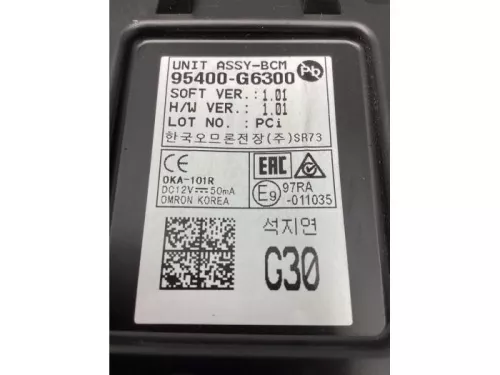 UNIT ASSY-BCM
95400-G6300
Pb
SOFT VER. : 1.01
H/W VER. : 1.01
LOT NO. : PCi
한국오므론전장(주)SR73
CE
OKA-101R
DC12V⎓50mA
OMRON KOREA
EAC
E9 97RA
-011035
석지연
G30